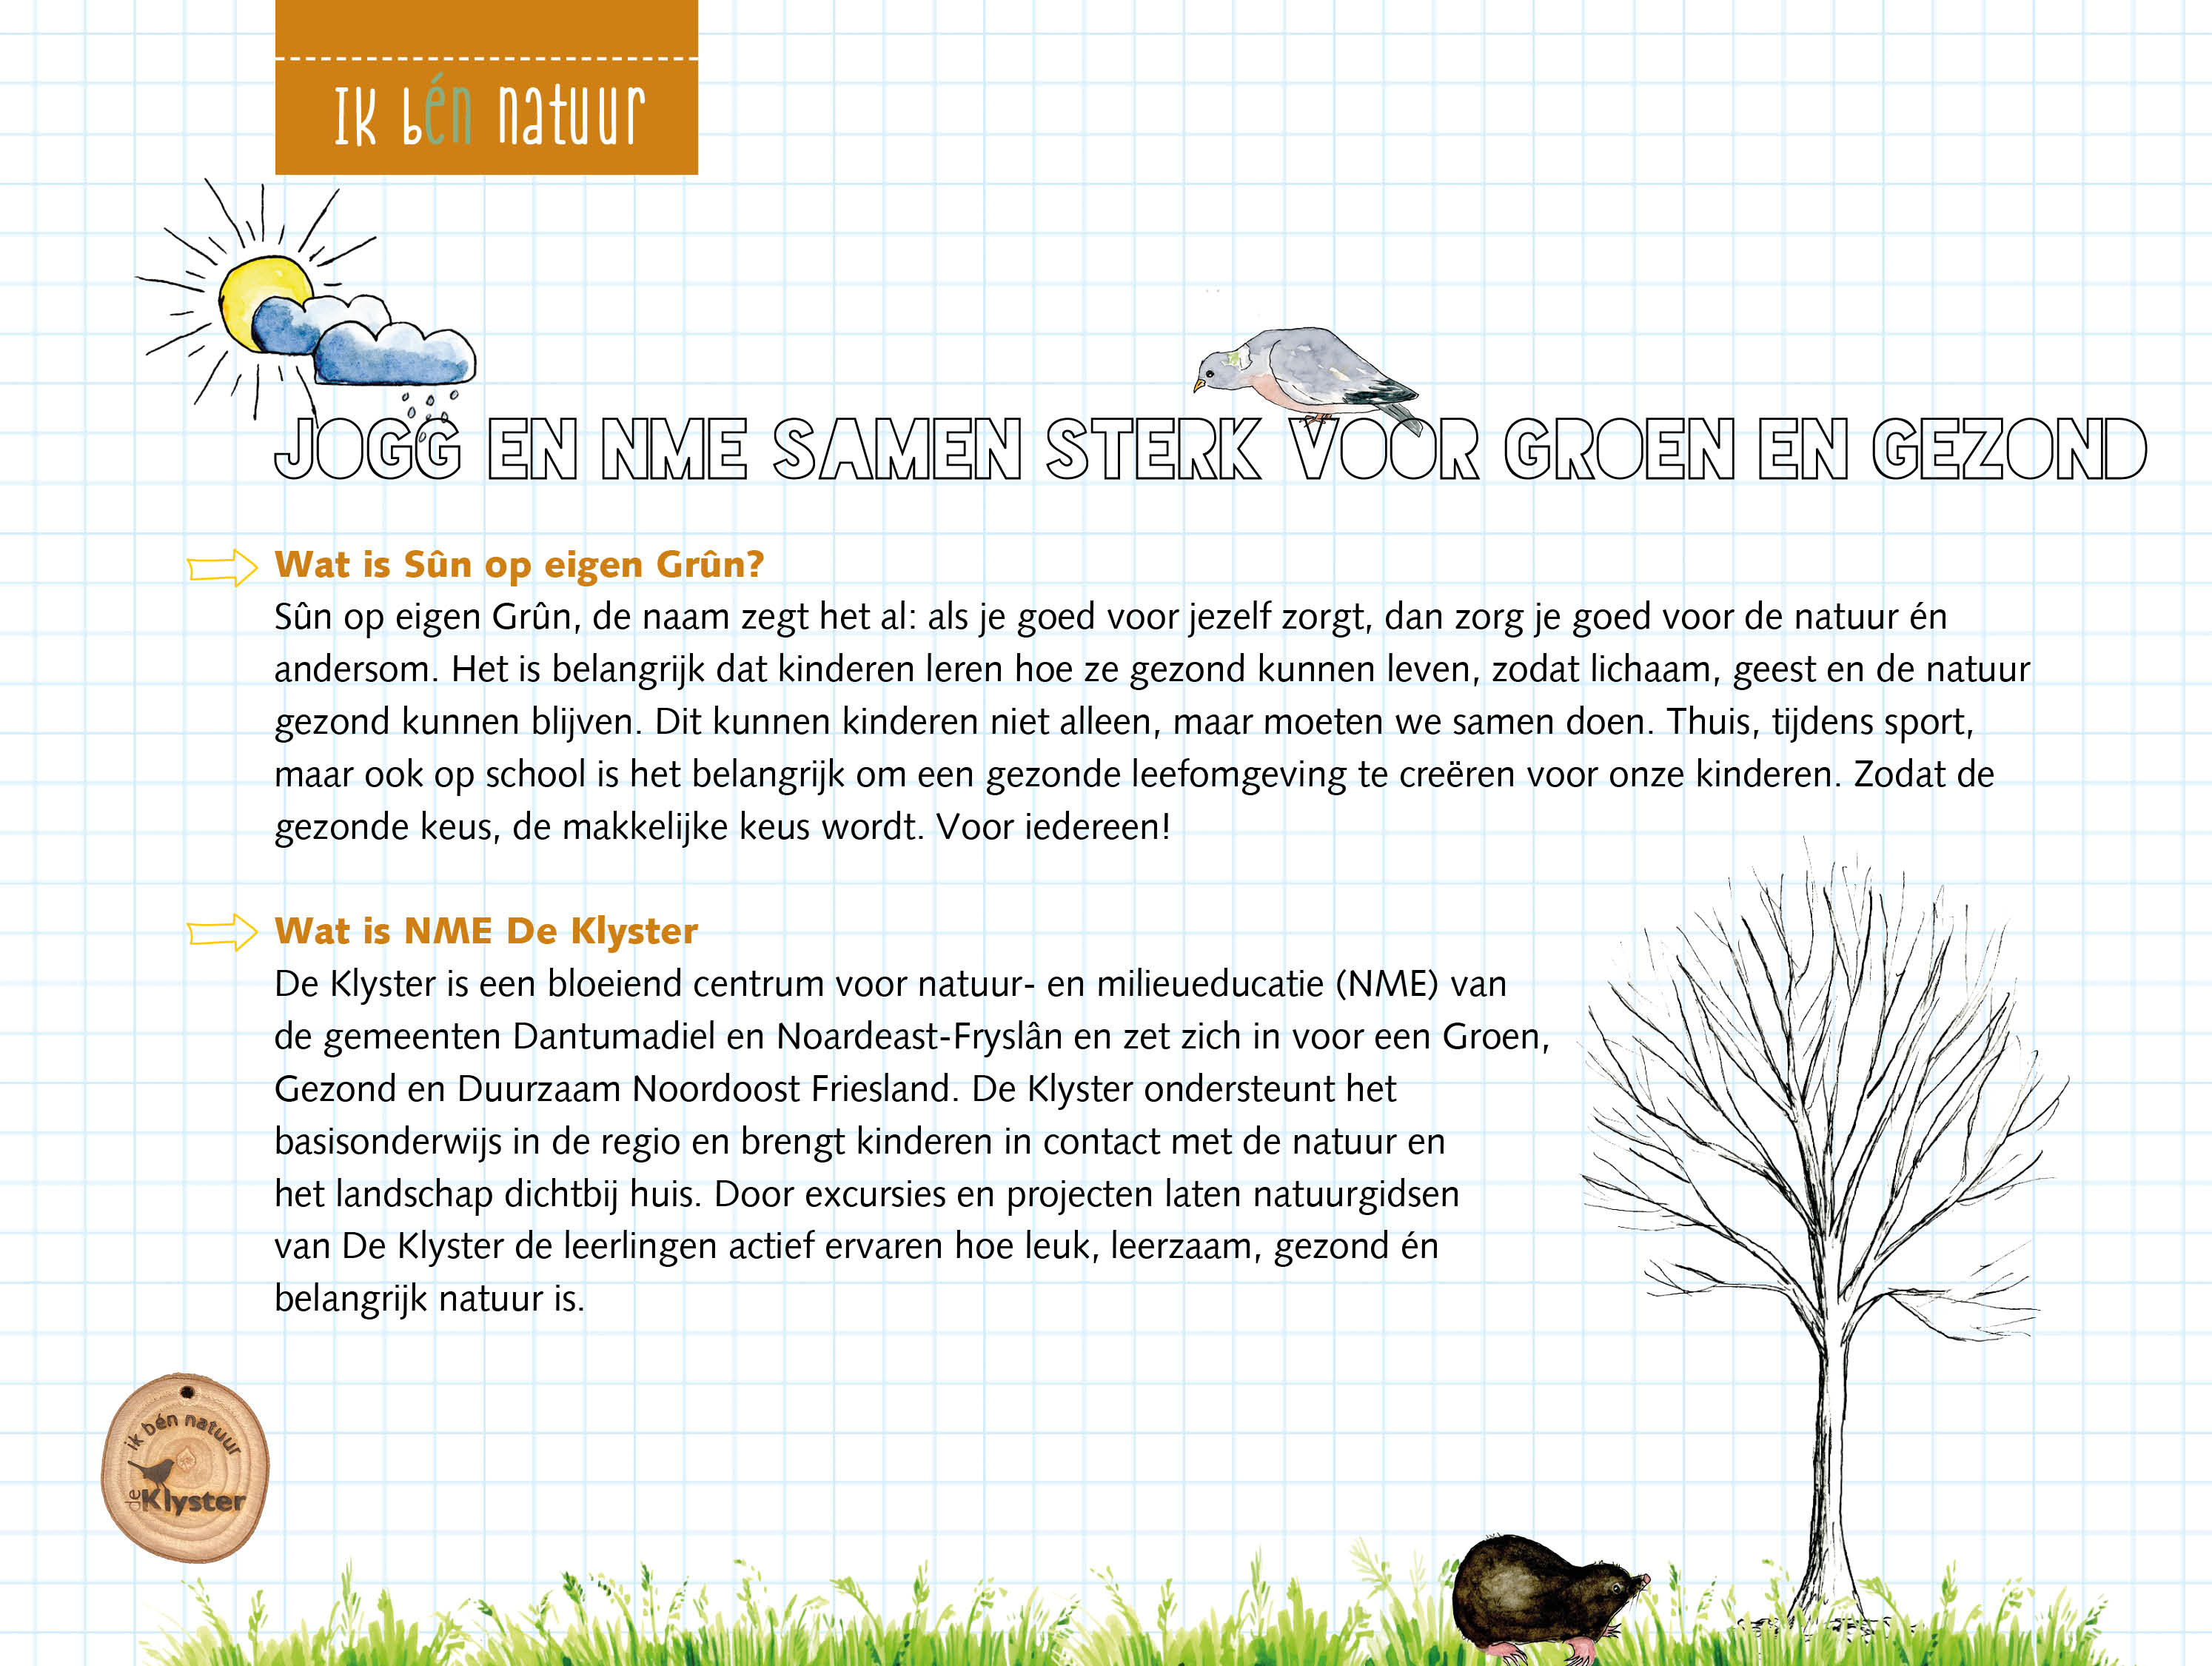 Ik bén natuur
JOGG EN NME SAMEN STERK VOOR GROEN EN GEZOND
Wat is Sûn op eigen Grûn?
Sûn op eigen Grûn, de naam zegt het al: als je goed voor jezelf zorgt, dan zorg je goed voor de natuur én
andersom. Het is belangrijk dat kinderen leren hoe ze gezond kunnen leven, zodat lichaam, geest en de natuur
gezond kunnen blijven. Dit kunnen kinderen niet alleen, maar moeten we samen doen. Thuis, tijdens sport,
maar ook op school is het belangrijk om een gezonde leefomgeving te creëren voor onze kinderen. Zodat de
gezonde keus, de makkelijke keus wordt. Voor iedereen!
Wat is NME De Klyster
De Klyster is een bloeiend centrum voor natuur- en milieueducatie (NME) van
de gemeenten Dantumadiel en Noardeast-Fryslân en zet zich in voor een Groen,
Gezond en Duurzaam Noordoost Friesland. De Klyster ondersteunt het
basisonderwijs in de regio en brengt kinderen in contact met de natuur en
het landschap dichtbij huis. Door excursies en projecten laten natuurgidsen
van De Klyster de leerlingen actief ervaren hoe leuk, leerzaam, gezond én
belangrijk natuur is.
ik bén natuur
de Klyster